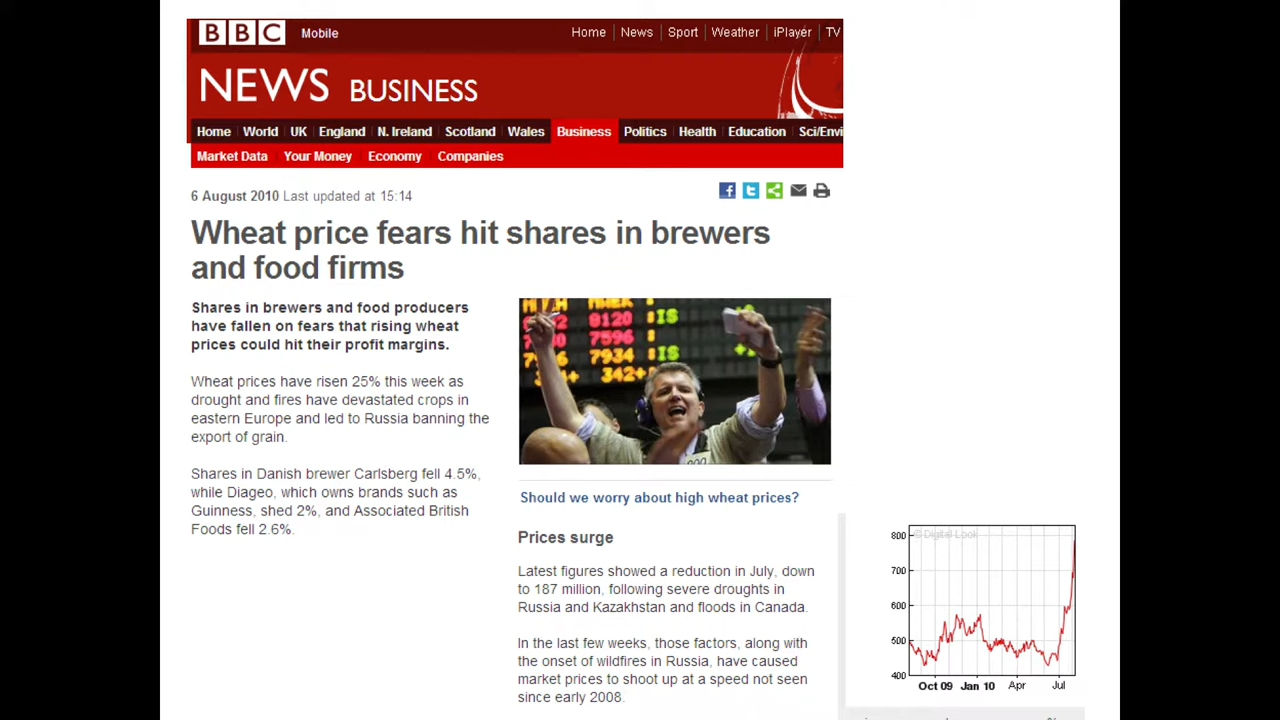 BBC Mobile Home News Sport Weather iPlayer TV
NEWS BUSINESS
Home World UK England N. Ireland Scotland Wales Business Politics Health Education Sci/Envi
Market Data Your Money Economy Companies
6 August 2010 Last updated at 15:14
Wheat price fears hit shares in brewers
and food firms
Shares in brewers and food producers
have fallen on fears that rising wheat
prices could hit their profit margins.
Wheat prices have risen 25% this week as
drought and fires have devastated crops in
eastern Europe and led to Russia banning the
export of grain.
Shares in Danish brewer Carlsberg fell 4.5%,
while Diageo, which owns brands such as
Guinness, shed 2%, and Associated British
Foods fell 2.6%.
8120 :IS
7596
7934 :IS
342+
Should we worry about high wheat prices?
Prices surge
Latest figures showed a reduction in July, down
to 187 million, following severe droughts in
Russia and Kazakhstan and floods in Canada.
In the last few weeks, those factors, along with
the onset of wildfires in Russia, have caused
market prices to shoot up at a speed not seen
since early 2008.
© Digital Look
800
700
600
500
400
Oct 09 Jan 10 Apr Jul